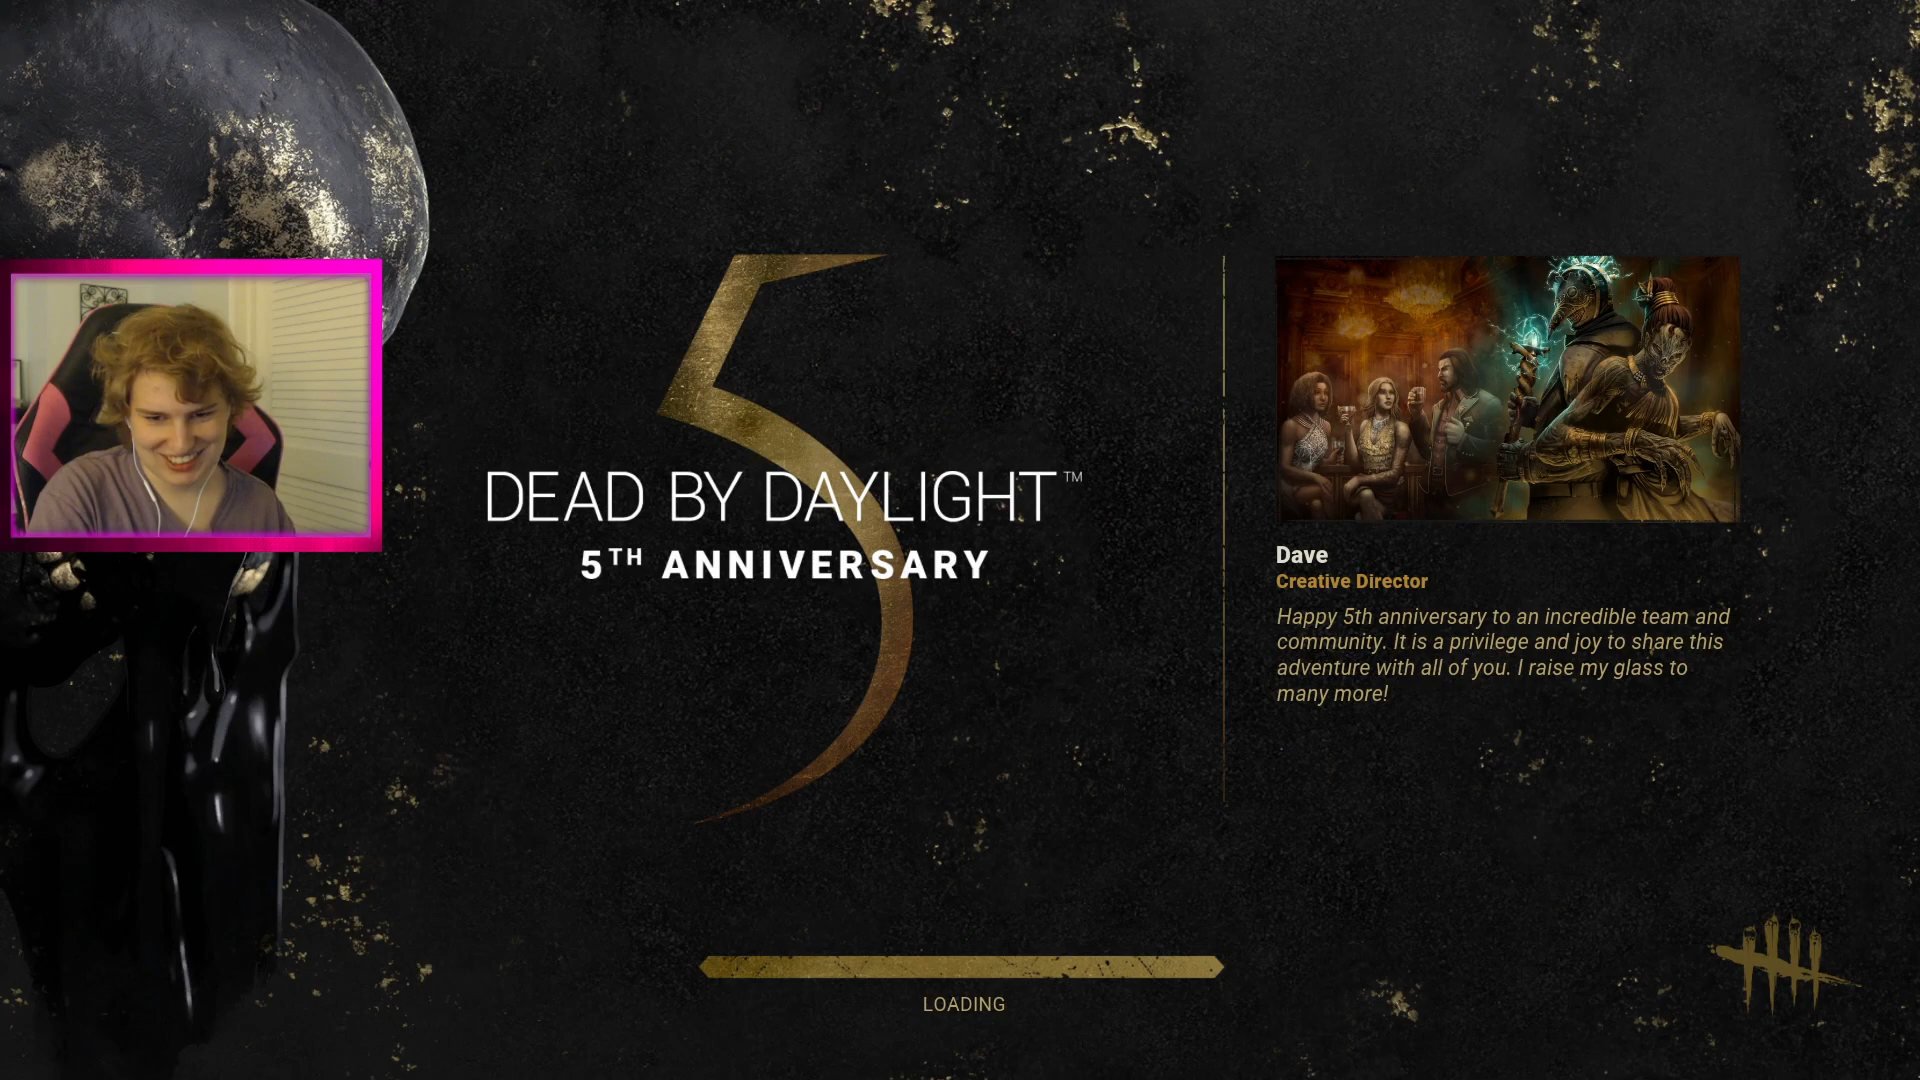 5
DEAD BY DAYLIGHT™
5TH ANNIVERSARY
Dave
Creative Director
Happy 5th anniversary to an incredible team and
community. It is a privilege and joy to share this
adventure with all of you. I raise my glass to
many more!
LOADING